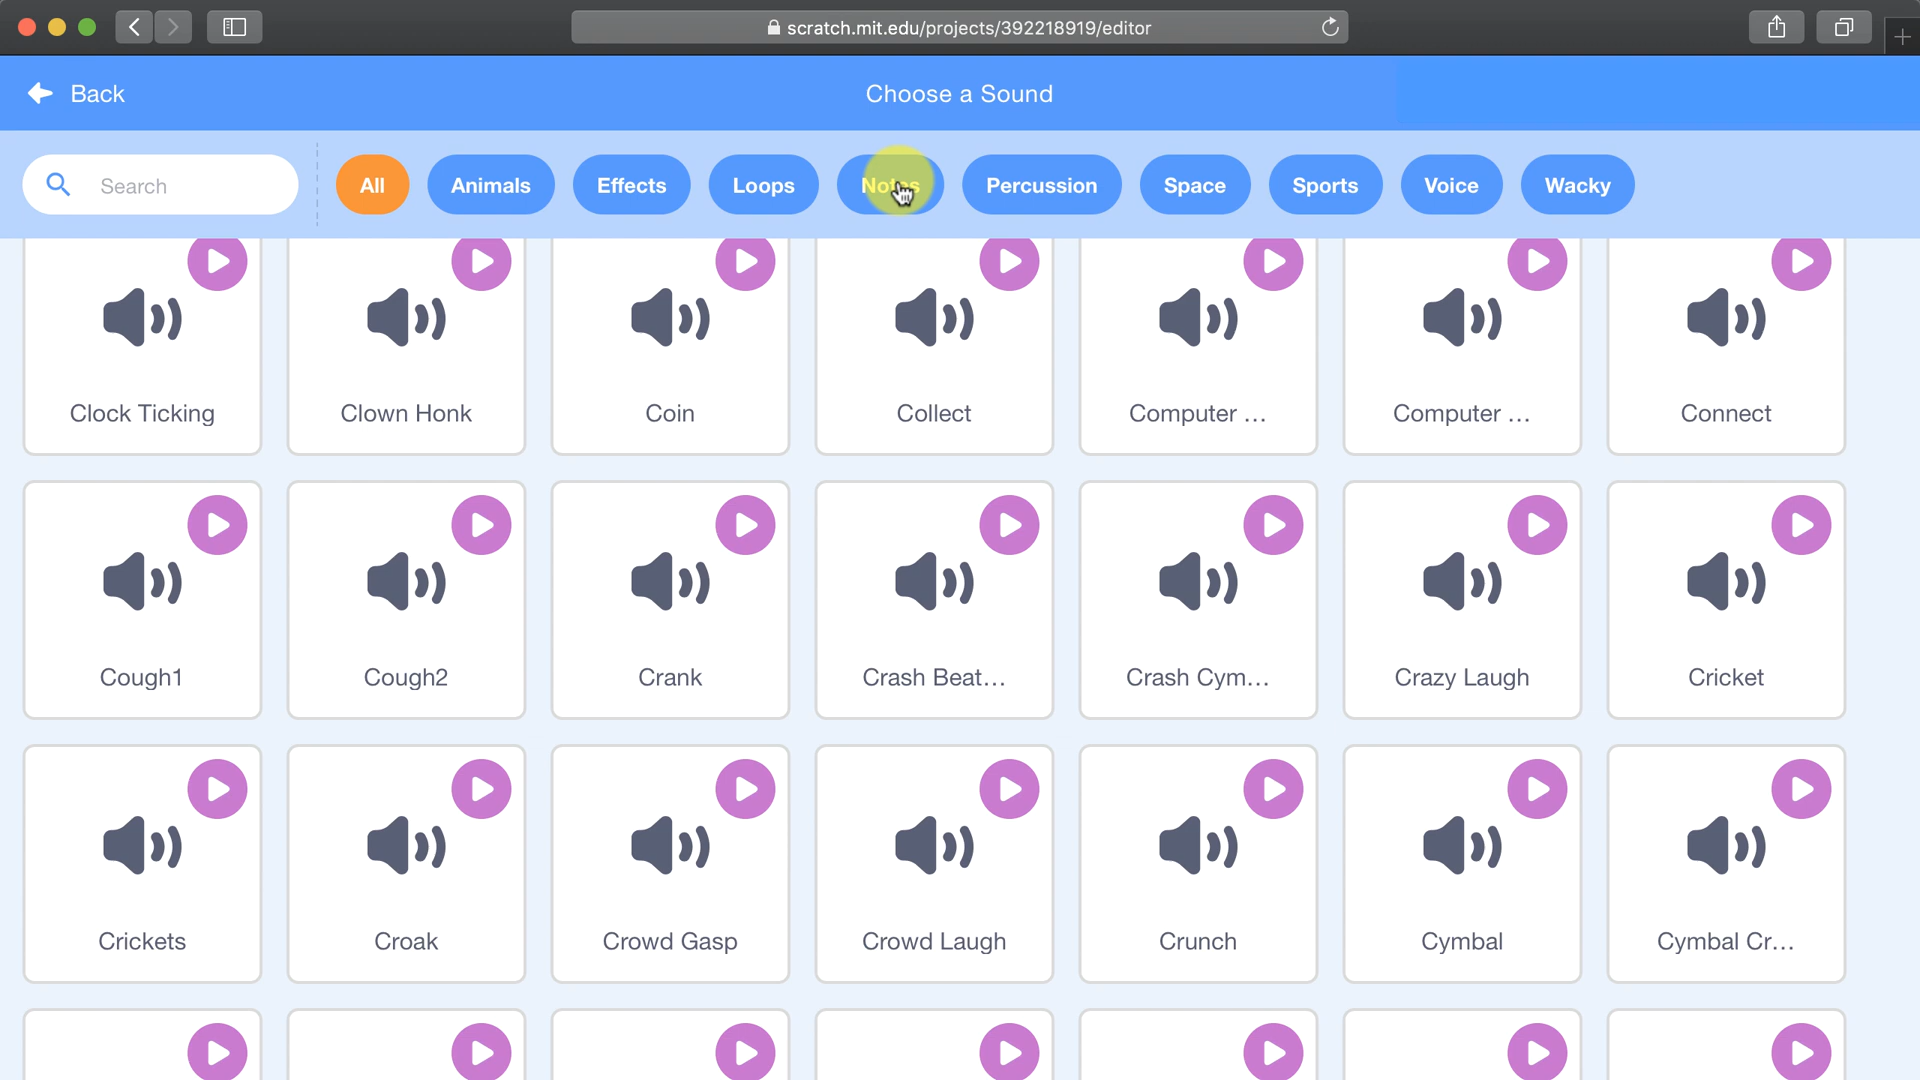 scratch.mit.edu/projects/392218919/editor
Back
Choose a Sound
Search
All
Animals
Effects
Loops
Notes
Percussion
Space
Sports
Voice
Wacky
Clock Ticking
Clown Honk
Coin
Collect
Computer ...
Computer ...
Connect
Cough1
Cough2
Crank
Crash Beat...
Crash Cym...
Crazy Laugh
Cricket
Crickets
Croak
Crowd Gasp
Crowd Laugh
Crunch
Cymbal
Cymbal Cr...